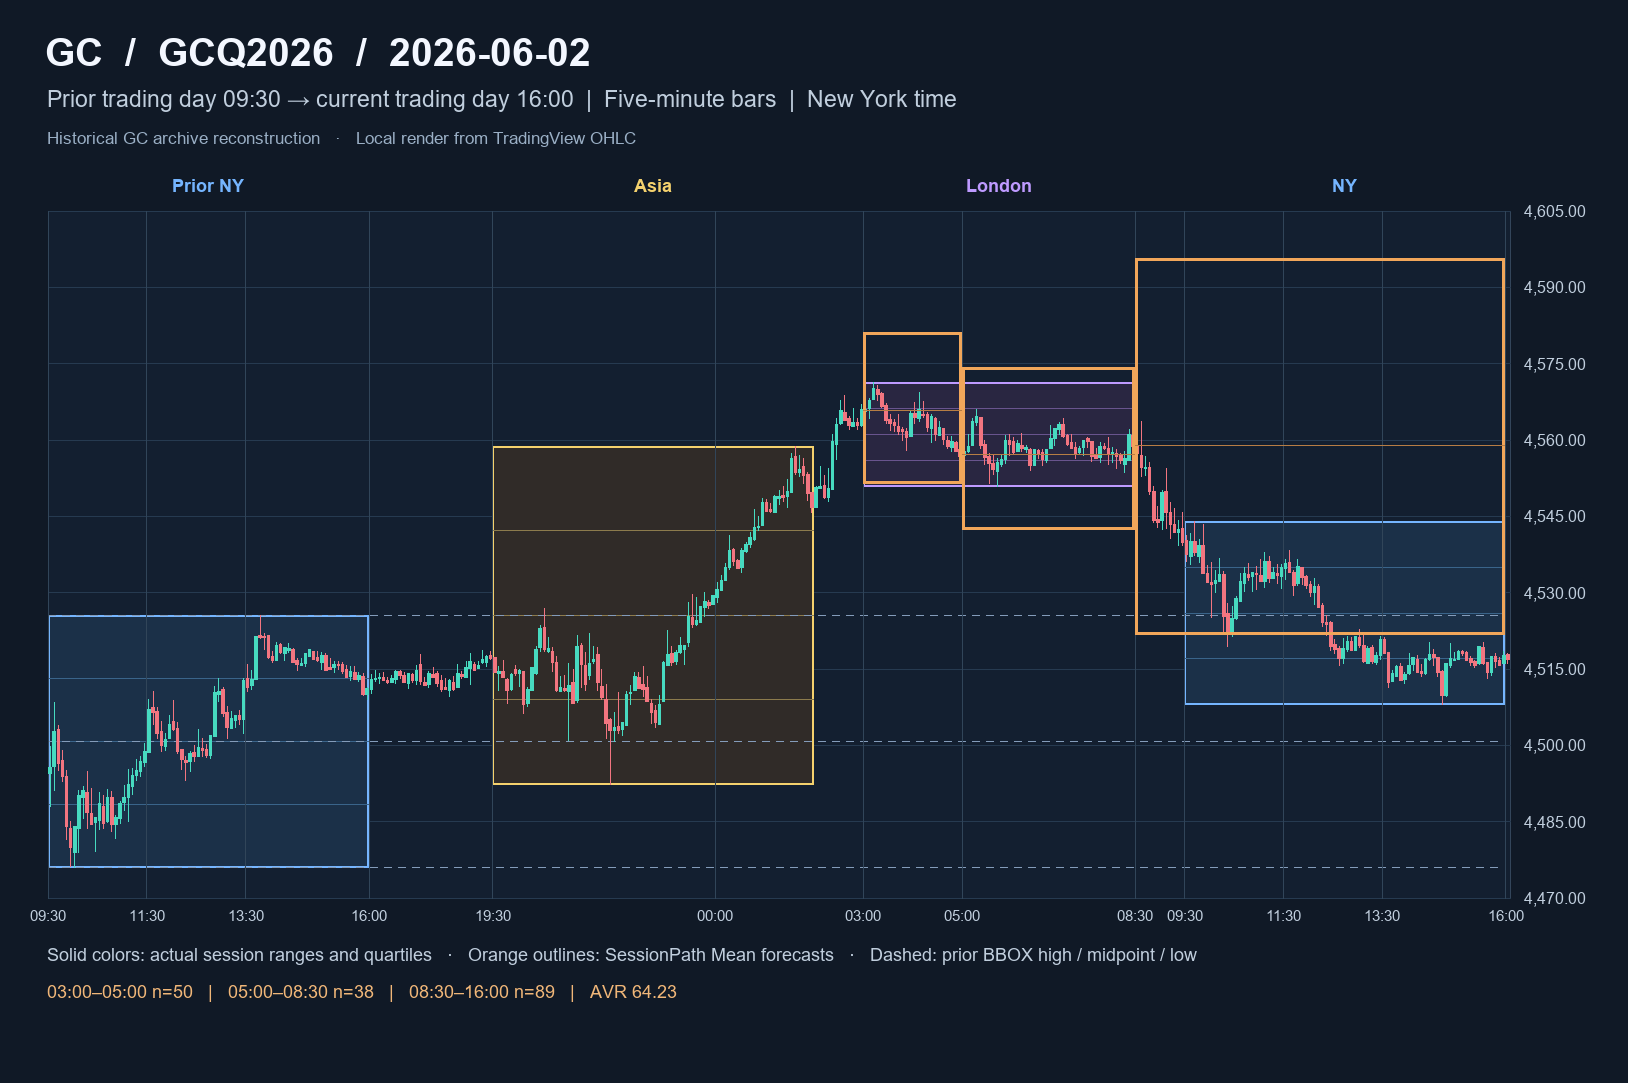 GC / GCQ2026 / 2026-06-02
Prior trading day 09:30 → current trading day 16:00 | Five-minute bars | New York time
Historical GC archive reconstruction · Local render from TradingView OHLC
Prior NY Asia London NY
4,605.00
4,590.00
4,575.00
4,560.00
4,545.00
4,530.00
4,515.00
4,500.00
4,485.00
4,470.00
09:30 11:30 13:30 16:00 19:30 00:00 03:00 05:00 08:30 09:30 11:30 13:30 16:00
Solid colors: actual session ranges and quartiles · Orange outlines: SessionPath Mean forecasts · Dashed: prior BBOX high / midpoint / low
03:00–05:00 n=50 | 05:00–08:30 n=38 | 08:30–16:00 n=89 | AVR 64.23